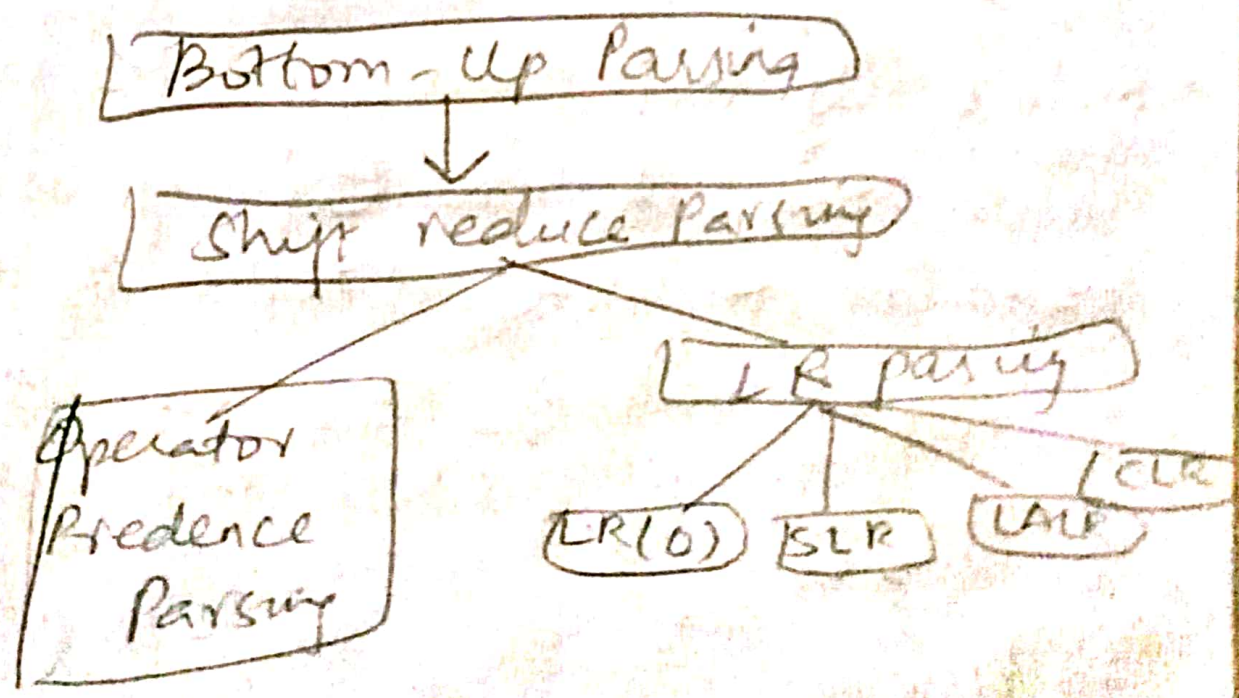 Bottom-Up Parsing
Shift reduce Parsing
LR parsing
Operator
Predence
Parsing
LR(0)
SLR
LALR
CLR